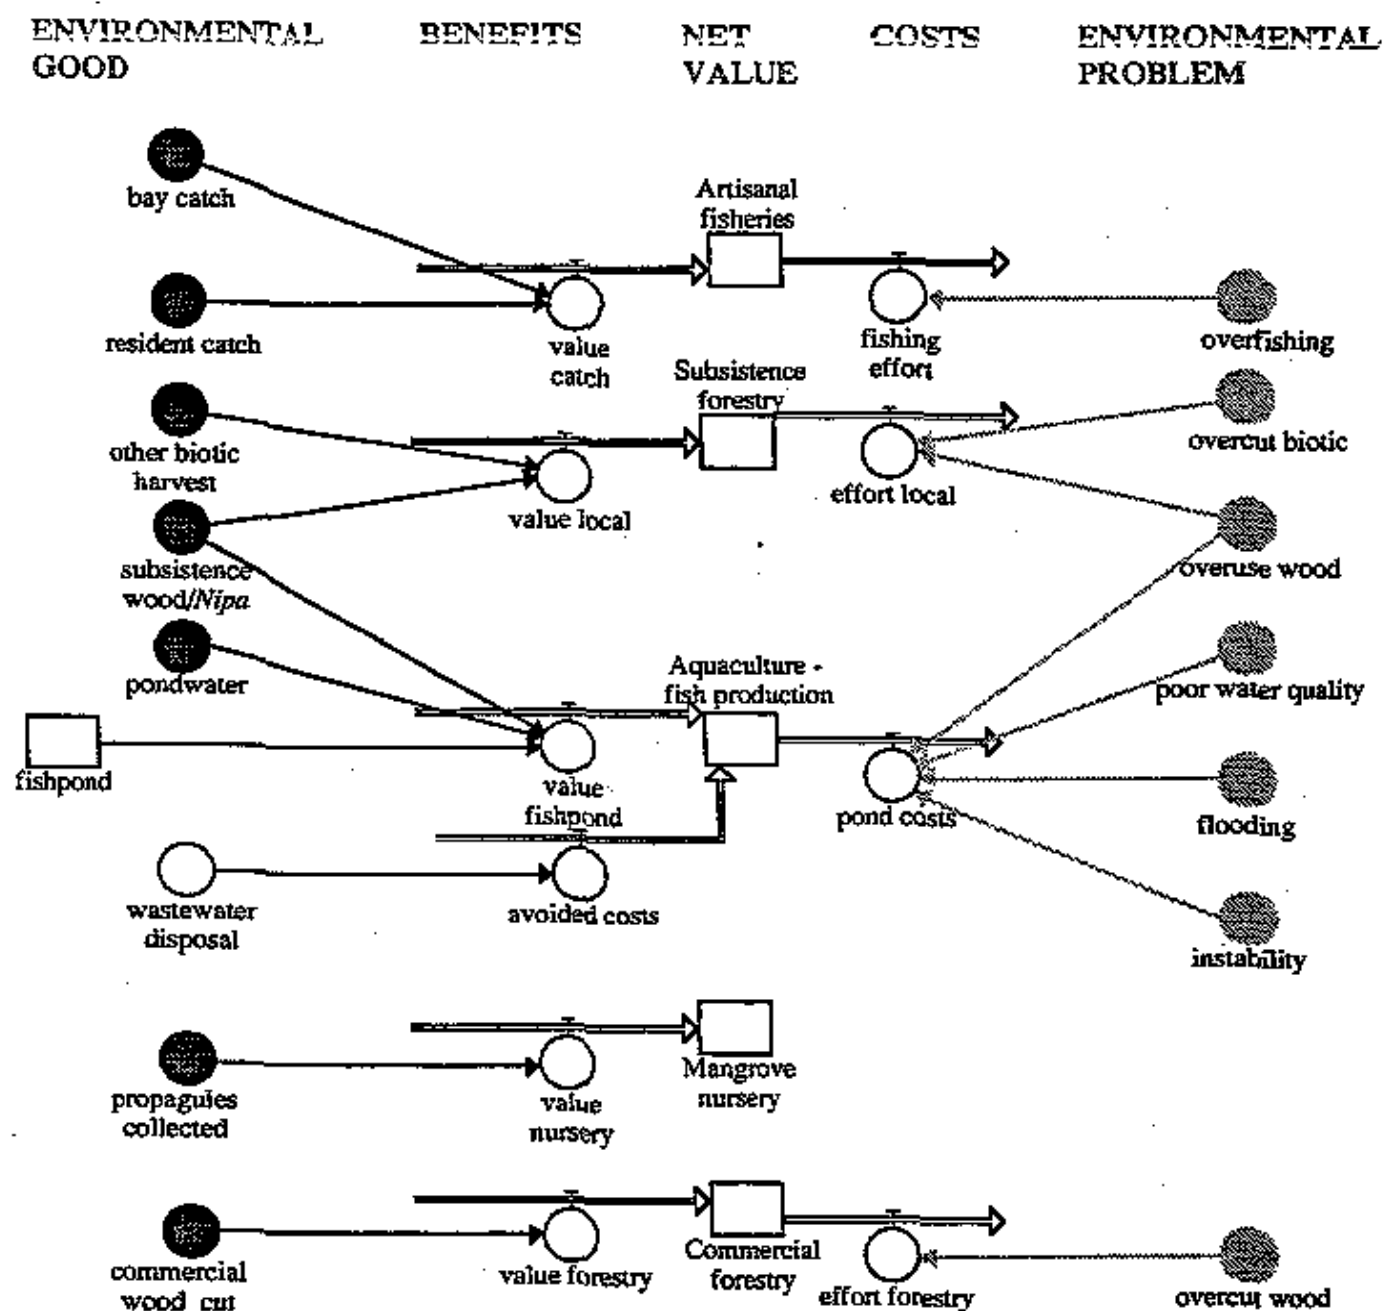 ENVIRONMENTAL
GOOD
BENEFITS
NET
VALUE
COSTS
ENVIRONMENTAL
PROBLEM
bay catch
Artisanal
fisheries
resident catch
value
catch
fishing
effort
overfishing
Subsistence
forestry
other biotic
harvest
value local
effort local
overcut biotic
subsistence
wood/Nipa
overuse wood
pondwater
Aquaculture -
fish production
poor water quality
fishpond
value
fishpond
pond costs
flooding
wastewater
disposal
avoided costs
instability
propagules
collected
value
nursery
Mangrove
nursery
commercial
wood cut
value forestry
Commercial
forestry
effort forestry
overcut wood